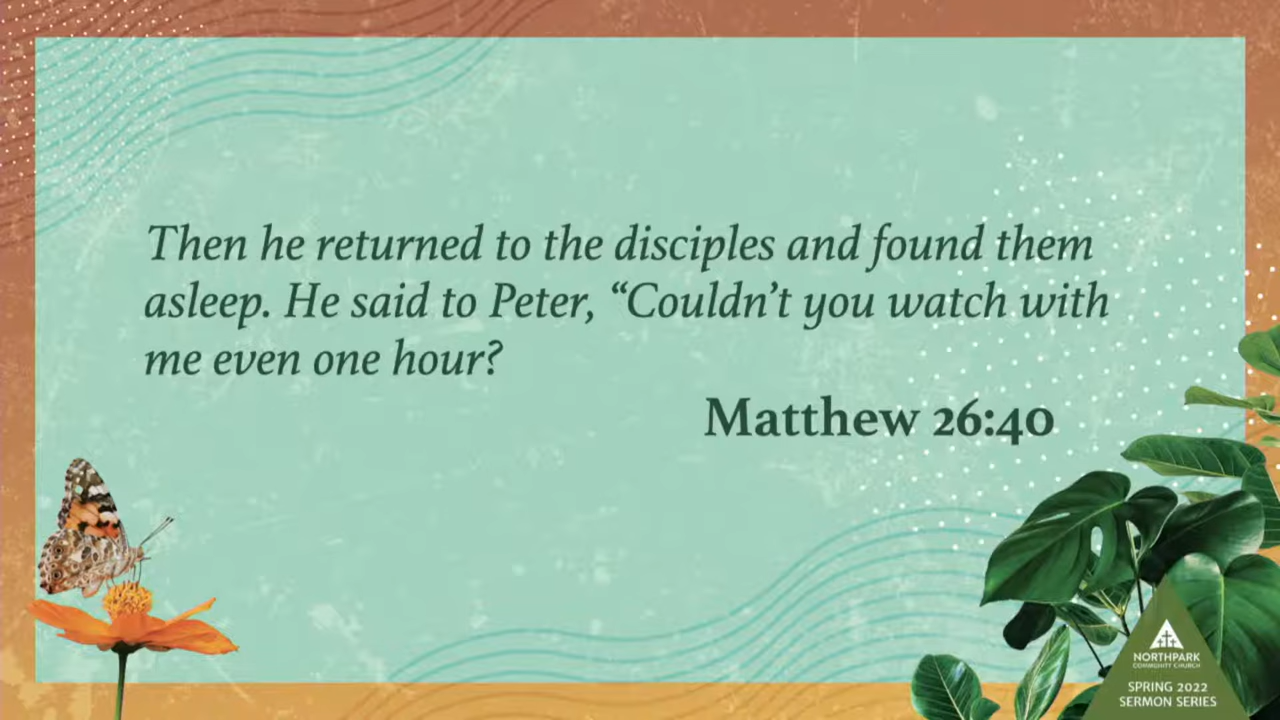 Then he returned to the disciples and found them
asleep. He said to Peter, “Couldn’t you watch with
me even one hour?
Matthew 26:40
NORTHPARK
COMMUNITY CHURCH
SPRING 2022
SERMON SERIES